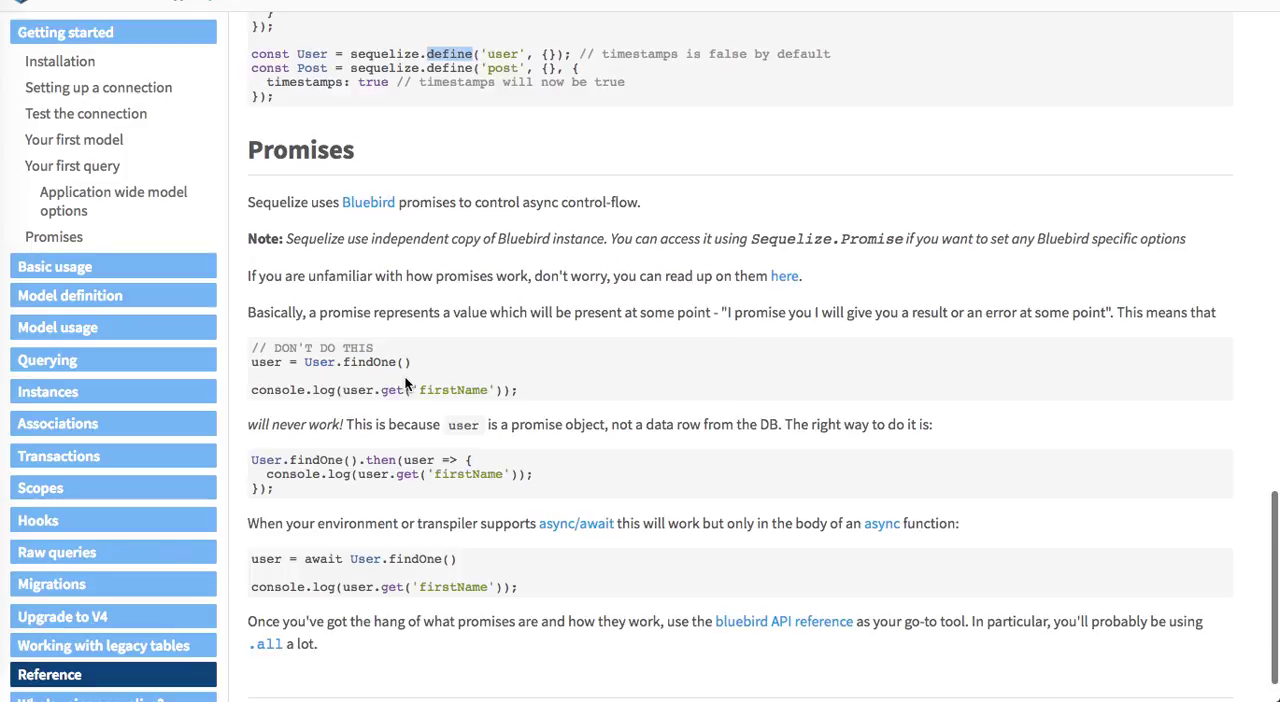 Getting started
Installation
Setting up a connection
Test the connection
Your first model
Your first query
Application wide model
options
Promises
Basic usage
Model definition
Model usage
Querying
Instances
Associations
Transactions
Scopes
Hooks
Raw queries
Migrations
Upgrade to V4
Working with legacy tables
Reference
}
});
const User = sequelize.define('user', {}); // timestamps is false by default
const Post = sequelize.define('post', {}, {
timestamps: true // timestamps will now be true
});
Promises
Sequelize uses Bluebird promises to control async control-flow.
Note: Sequelize use independent copy of Bluebird instance. You can access it using Sequelize.Promise if you want to set any Bluebird specific options
If you are unfamiliar with how promises work, don't worry, you can read up on them here.
Basically, a promise represents a value which will be present at some point - "I promise you I will give you a result or an error at some point". This means that
// DON'T DO THIS
user = User.findOne()
console.log(user.get('firstName'));
will never work! This is because user is a promise object, not a data row from the DB. The right way to do it is:
User.findOne().then(user => {
console.log(user.get('firstName'));
});
When your environment or transpiler supports async/await this will work but only in the body of an async function:
user = await User.findOne()
console.log(user.get('firstName'));
Once you've got the hang of what promises are and how they work, use the bluebird API reference as your go-to tool. In particular, you'll probably be using
.all a lot.